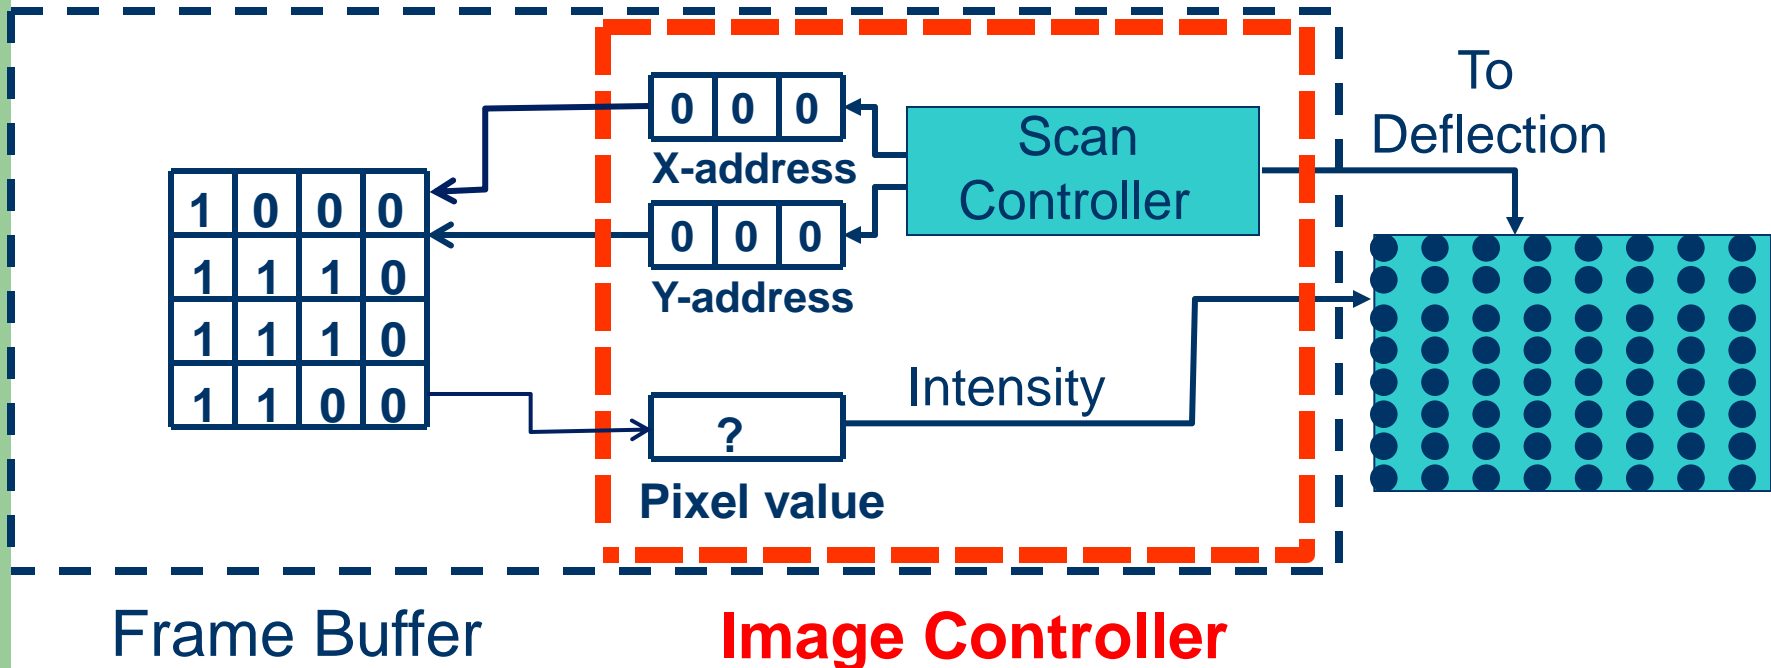 To
Deflection
0 0 0
X-address
Scan
Controller
1 0 0 0
0 0 0
1 1 1 0
Y-address
1 1 1 0
Intensity
1 1 0 0
?
Pixel value
Frame Buffer
Image Controller